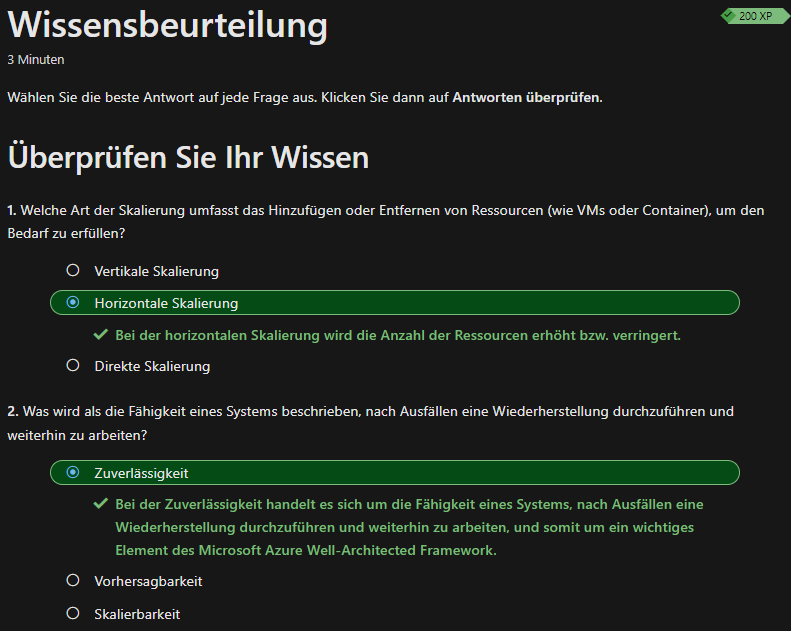 Wissensbeurteilung
200 XP
3 Minuten
Wählen Sie die beste Antwort auf jede Frage aus. Klicken Sie dann auf Antworten überprüfen.
Überprüfen Sie Ihr Wissen
1. Welche Art der Skalierung umfasst das Hinzufügen oder Entfernen von Ressourcen (wie VMs oder Container), um den
Bedarf zu erfüllen?
Vertikale Skalierung
Horizontale Skalierung
Bei der horizontalen Skalierung wird die Anzahl der Ressourcen erhöht bzw. verringert.
Direkte Skalierung
2. Was wird als die Fähigkeit eines Systems beschrieben, nach Ausfällen eine Wiederherstellung durchzuführen und
weiterhin zu arbeiten?
Zuverlässigkeit
Bei der Zuverlässigkeit handelt es sich um die Fähigkeit eines Systems, nach Ausfällen eine
Wiederherstellung durchzuführen und weiterhin zu arbeiten, und somit um ein wichtiges
Element des Microsoft Azure Well-Architected Framework.
Vorhersagbarkeit
Skalierbarkeit